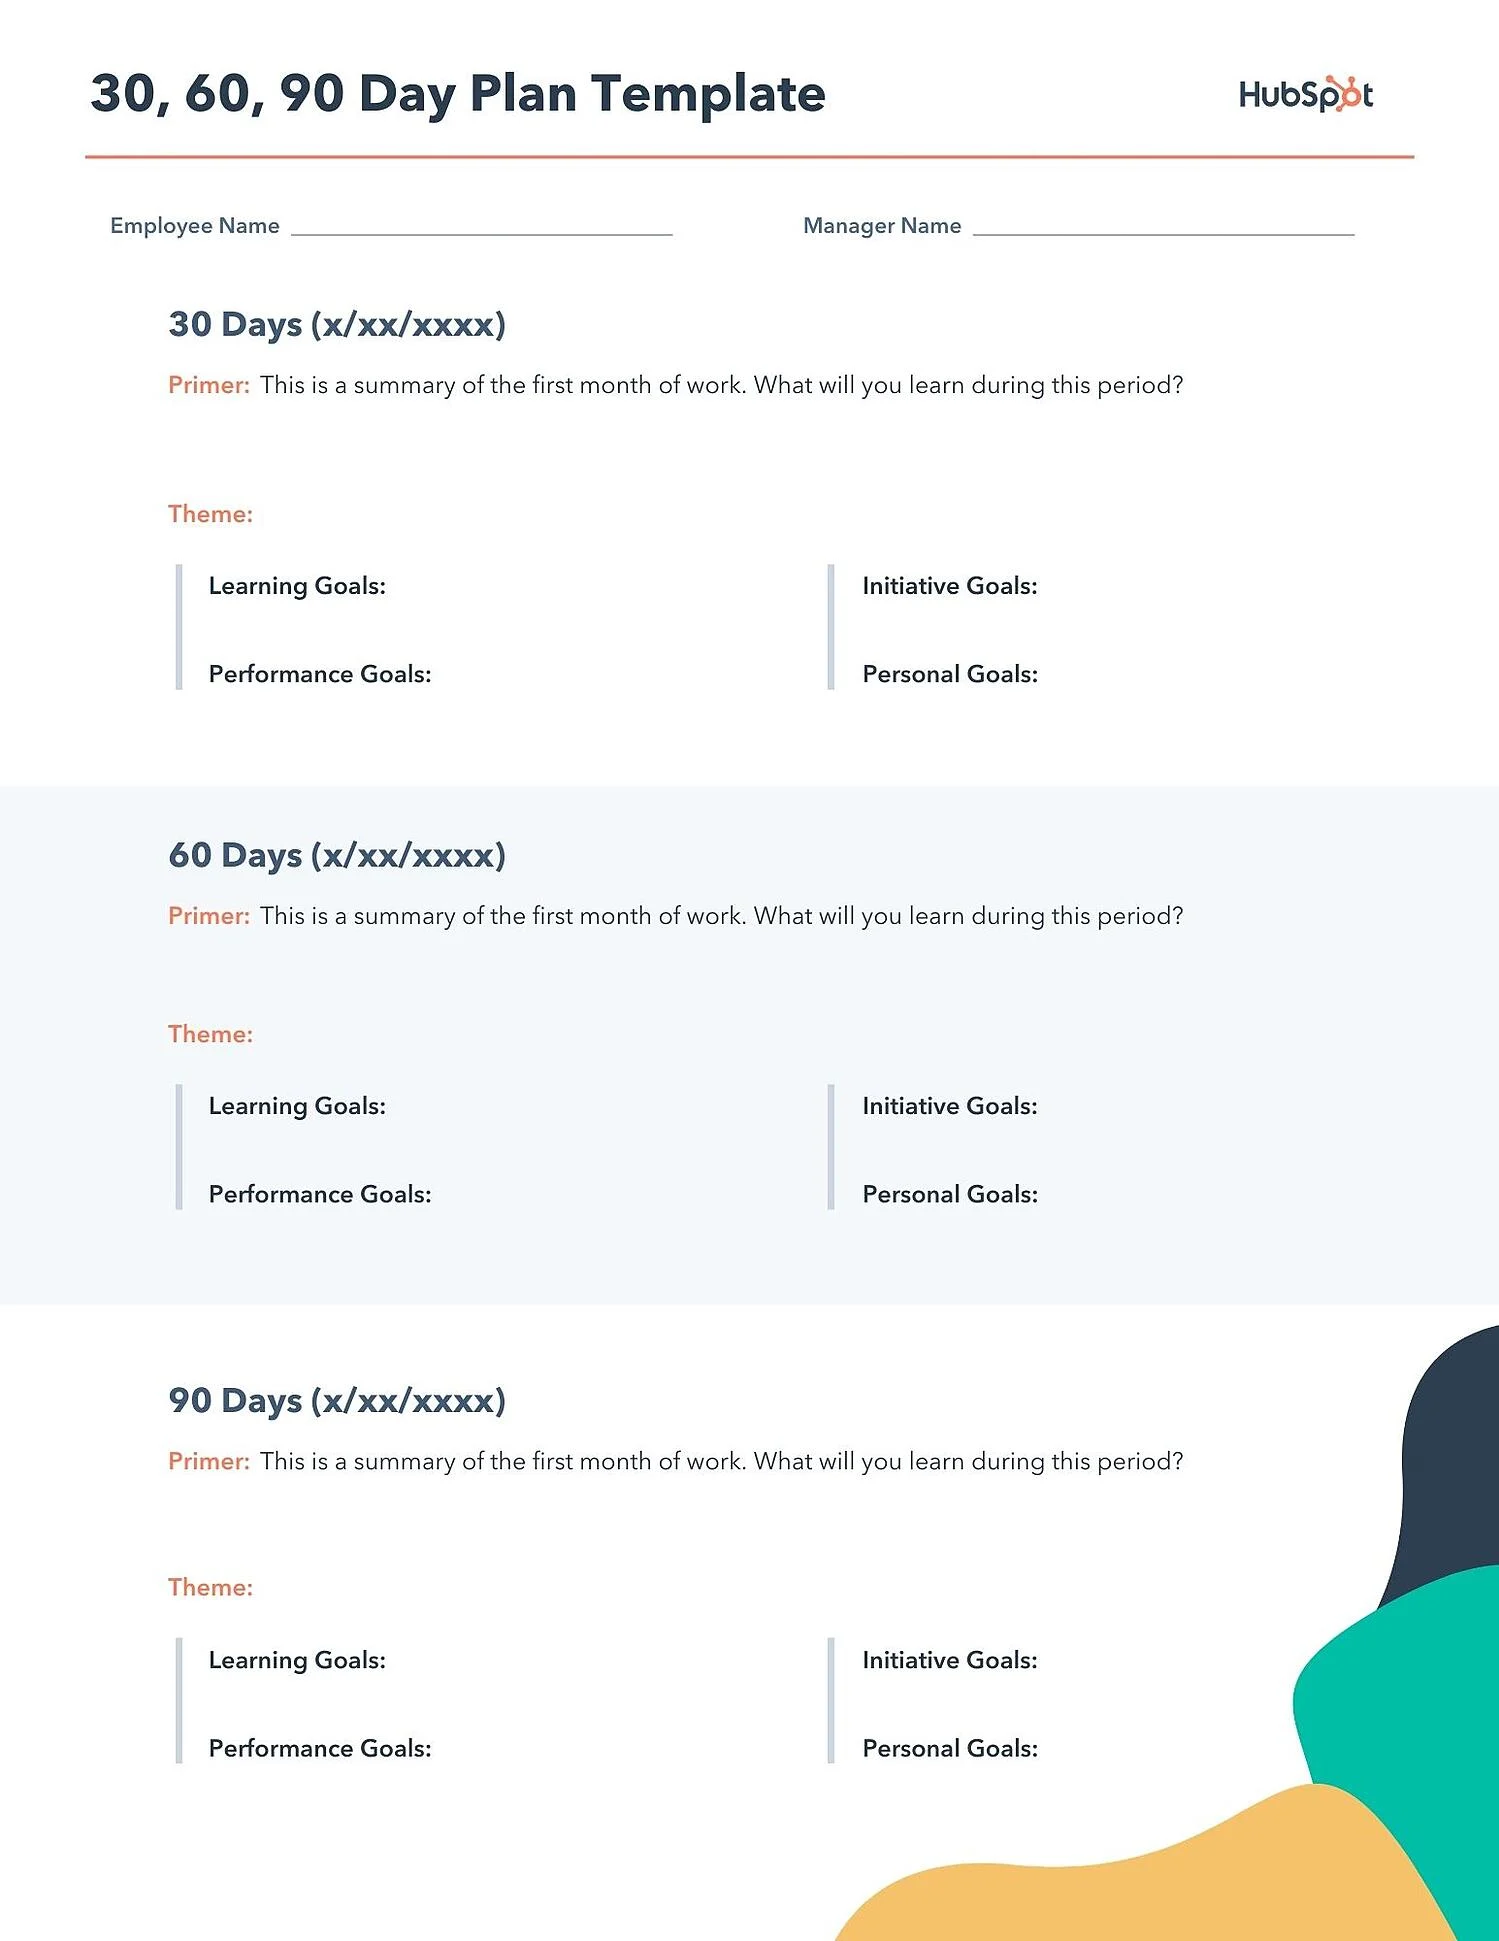 30, 60, 90 Day Plan Template
HubSpot
Employee Name
Manager Name
30 Days (x/xx/xxxx)
Primer: This is a summary of the first month of work. What will you learn during this period?
Theme:
Learning Goals:
Initiative Goals:
Performance Goals:
Personal Goals:
60 Days (x/xx/xxxx)
Primer: This is a summary of the first month of work. What will you learn during this period?
Theme:
Learning Goals:
Initiative Goals:
Performance Goals:
Personal Goals:
90 Days (x/xx/xxxx)
Primer: This is a summary of the first month of work. What will you learn during this period?
Theme:
Learning Goals:
Initiative Goals:
Performance Goals:
Personal Goals: